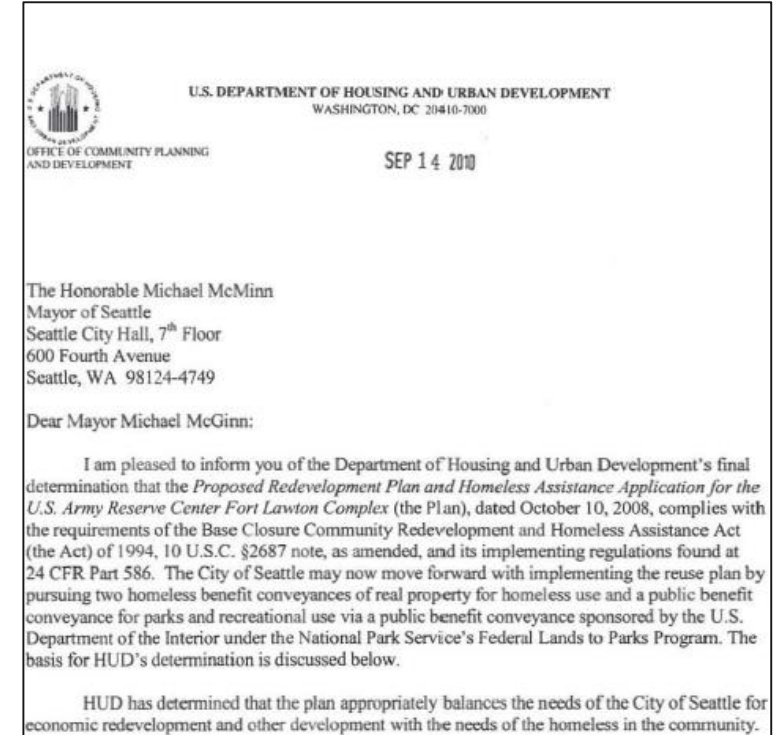 U.S. DEPARTMENT OF HOUSING AND URBAN DEVELOPMENT
WASHINGTON, DC 20410-7000
OFFICE OF COMMUNITY PLANNING
AND DEVELOPMENT
SEP 14 2010
The Honorable Michael McMinn
Mayor of Seattle
Seattle City Hall, 7th Floor
600 Fourth Avenue
Seattle, WA 98124-4749
Dear Mayor Michael McGinn:
I am pleased to inform you of the Department of Housing and Urban Development's final
determination that the Proposed Redevelopment Plan and Homeless Assistance Application for the
U.S. Army Reserve Center Fort Lawton Complex (the Plan), dated October 10, 2008, complies with
the requirements of the Base Closure Community Redevelopment and Homeless Assistance Act
(the Act) of 1994, 10 U.S.C. §2687 note, as amended, and its implementing regulations found at
24 CFR Part 586. The City of Seattle may now move forward with implementing the reuse plan by
pursuing two homeless benefit conveyances of real property for homeless use and a public benefit
conveyance for parks and recreational use via a public benefit conveyance sponsored by the U.S.
Department of the Interior under the National Park Service's Federal Lands to Parks Program. The
basis for HUD's determination is discussed below.
HUD has determined that the plan appropriately balances the needs of the City of Seattle for
economic redevelopment and other development with the needs of the homeless in the community.